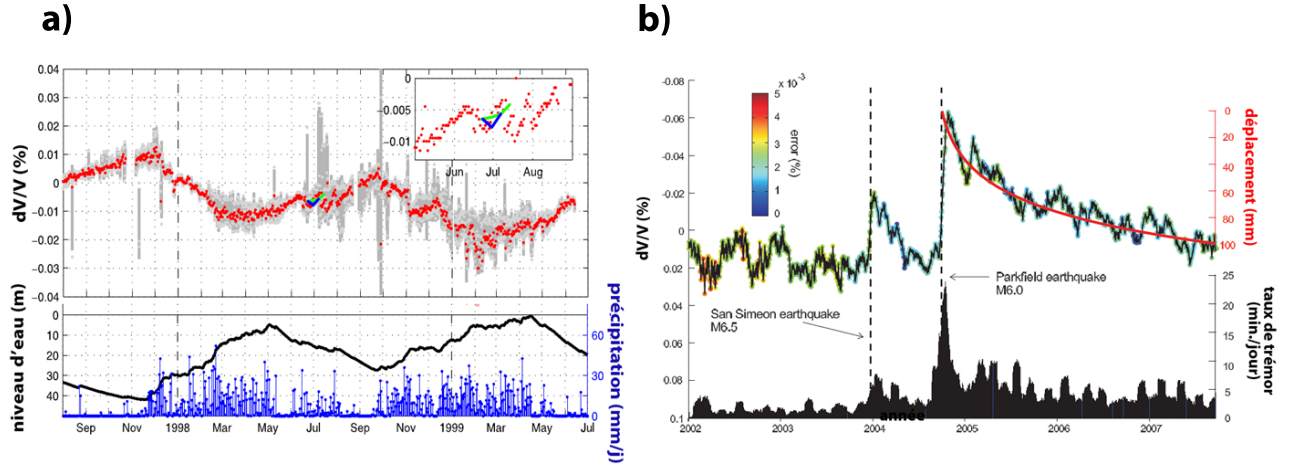 a)
0.04
0.03
0.02
0.01
0
−0.01
−0.02
−0.03
−0.04
dV/V (%)
0
−0.005
−0.01
Jun Jul Aug
niveau d'eau (m)
0
10
20
30
40
60
30
0
précipitation (mm/j)
Sep Nov 1998 Mar May Jul Sep Nov 1999 Mar May Jul
b)
-0.08
-0.06
-0.04
-0.02
0
0.02
0.04
0.06
0.08
0.1
dV/V (%)
x 10⁻³
5
4
3
2
1
0
error (%)
0
20
40
60
80
100
déplacement (mm)
Parkfield earthquake
M6.0
San Simeon earthquake
M6.5
25
20
15
10
5
0
taux de trémor
(min./jour)
année
2002 2003 2004 2005 2006 2007